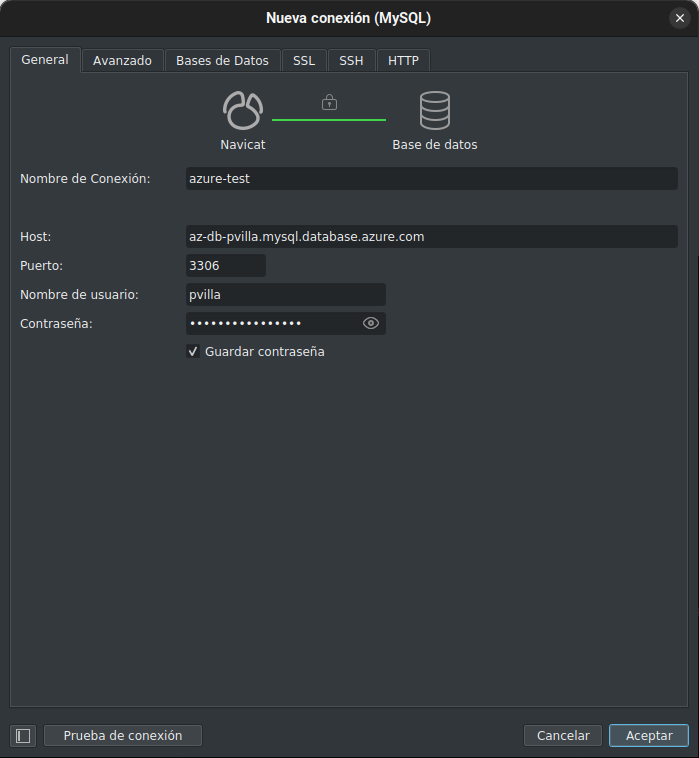 Nueva conexión (MySQL)
General Avanzado Bases de Datos SSL SSH HTTP
Navicat Base de datos
Nombre de Conexión: azure-test
Host: az-db-pvilla.mysql.database.azure.com
Puerto: 3306
Nombre de usuario: pvilla
Contraseña: ••••••••••••••••
Guardar contraseña
Prueba de conexión Cancelar Aceptar